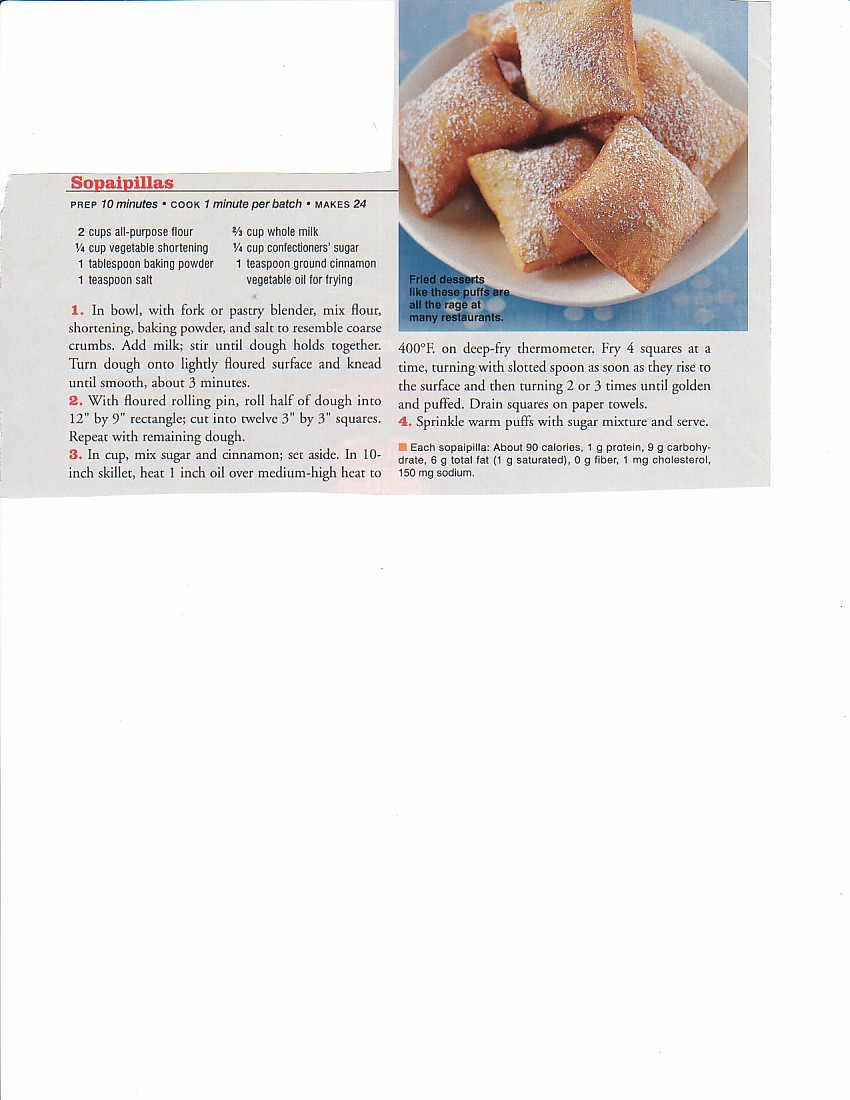 Sopaipillas
PREP 10 minutes • COOK 1 minute per batch • MAKES 24
2 cups all-purpose flour
¼ cup vegetable shortening
1 tablespoon baking powder
1 teaspoon salt
⅔ cup whole milk
¼ cup confectioners' sugar
1 teaspoon ground cinnamon
vegetable oil for frying
1. In bowl, with fork or pastry blender, mix flour,
shortening, baking powder, and salt to resemble coarse
crumbs. Add milk; stir until dough holds together.
Turn dough onto lightly floured surface and knead
until smooth, about 3 minutes.
2. With floured rolling pin, roll half of dough into
12" by 9" rectangle; cut into twelve 3" by 3" squares.
Repeat with remaining dough.
3. In cup, mix sugar and cinnamon; set aside. In 10-
inch skillet, heat 1 inch oil over medium-high heat to
Fried desserts
like these puffs are
all the rage at
many restaurants.
400°F. on deep-fry thermometer. Fry 4 squares at a
time, turning with slotted spoon as soon as they rise to
the surface and then turning 2 or 3 times until golden
and puffed. Drain squares on paper towels.
4. Sprinkle warm puffs with sugar mixture and serve.
Each sopaipilla: About 90 calories, 1 g protein, 9 g carbohy-
drate, 6 g total fat (1 g saturated), 0 g fiber, 1 mg cholesterol,
150 mg sodium.